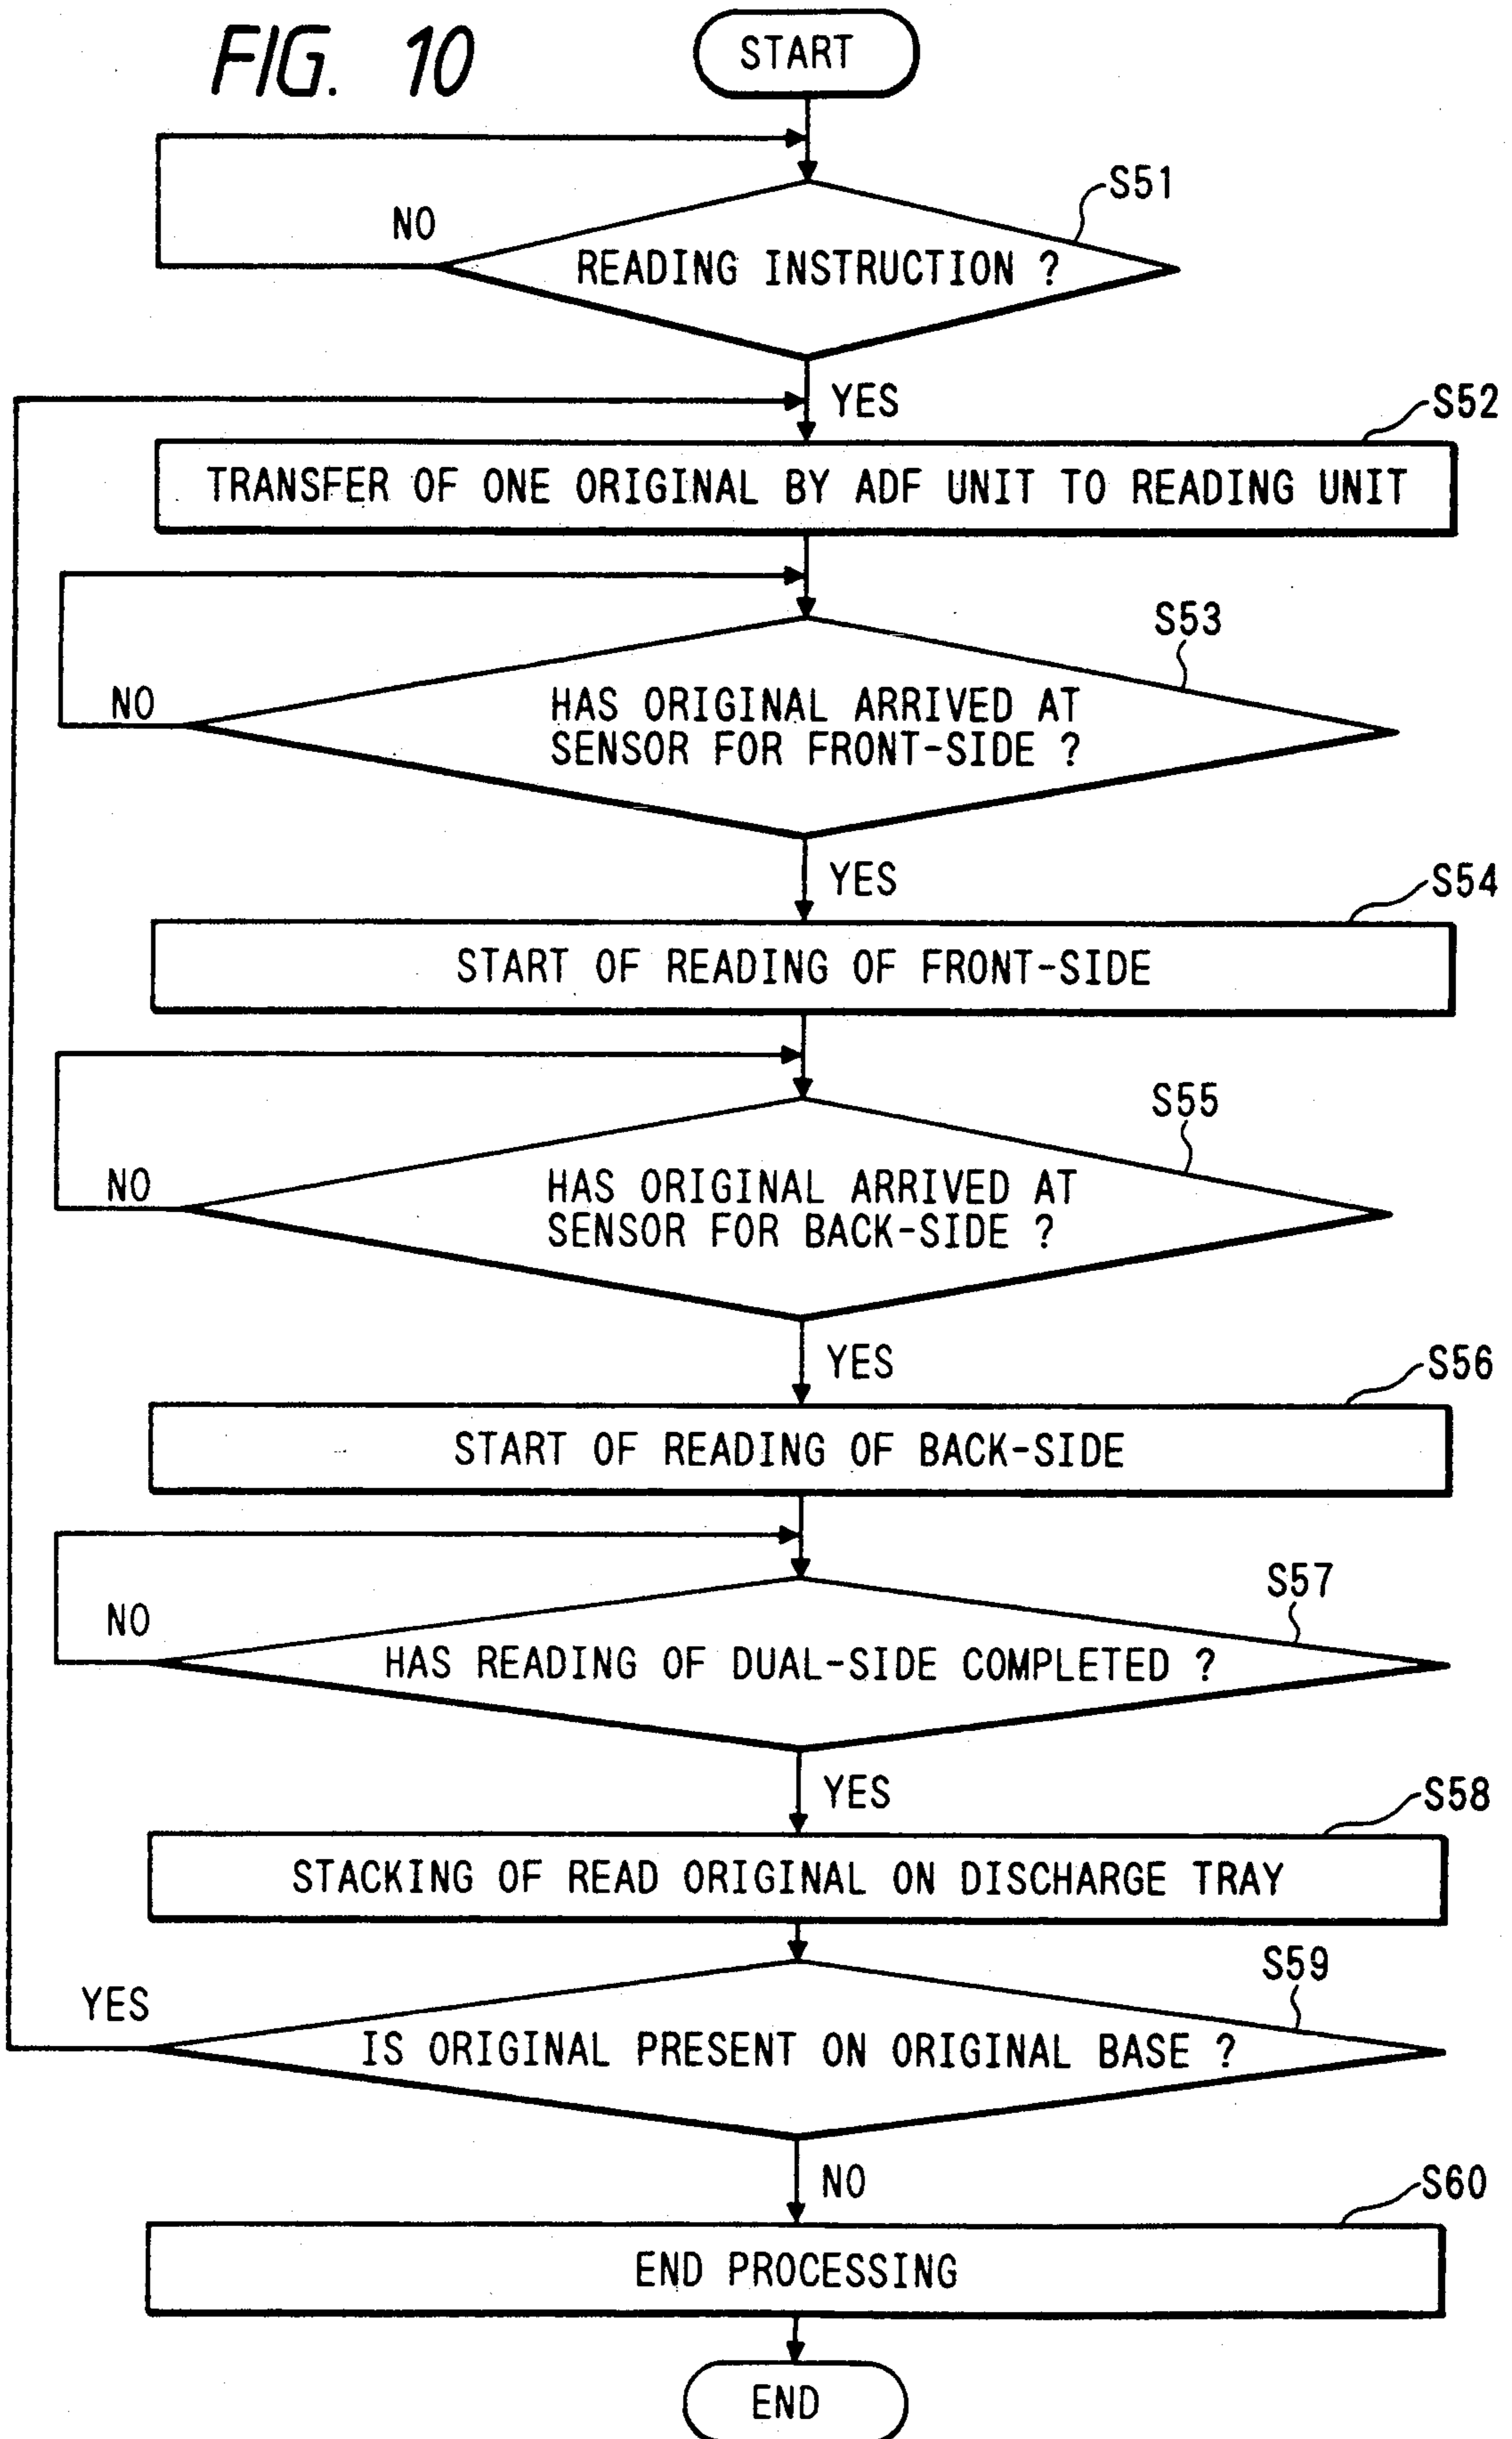 FIG. 10
START
S51
NO
READING INSTRUCTION ?
YES
S52
TRANSFER OF ONE ORIGINAL BY ADF UNIT TO READING UNIT
S53
NO
HAS ORIGINAL ARRIVED AT
SENSOR FOR FRONT-SIDE ?
YES
S54
START OF READING OF FRONT-SIDE
S55
NO
HAS ORIGINAL ARRIVED AT
SENSOR FOR BACK-SIDE ?
YES
S56
START OF READING OF BACK-SIDE
S57
NO
HAS READING OF DUAL-SIDE COMPLETED ?
YES
S58
STACKING OF READ ORIGINAL ON DISCHARGE TRAY
S59
YES
IS ORIGINAL PRESENT ON ORIGINAL BASE ?
NO
S60
END PROCESSING
END